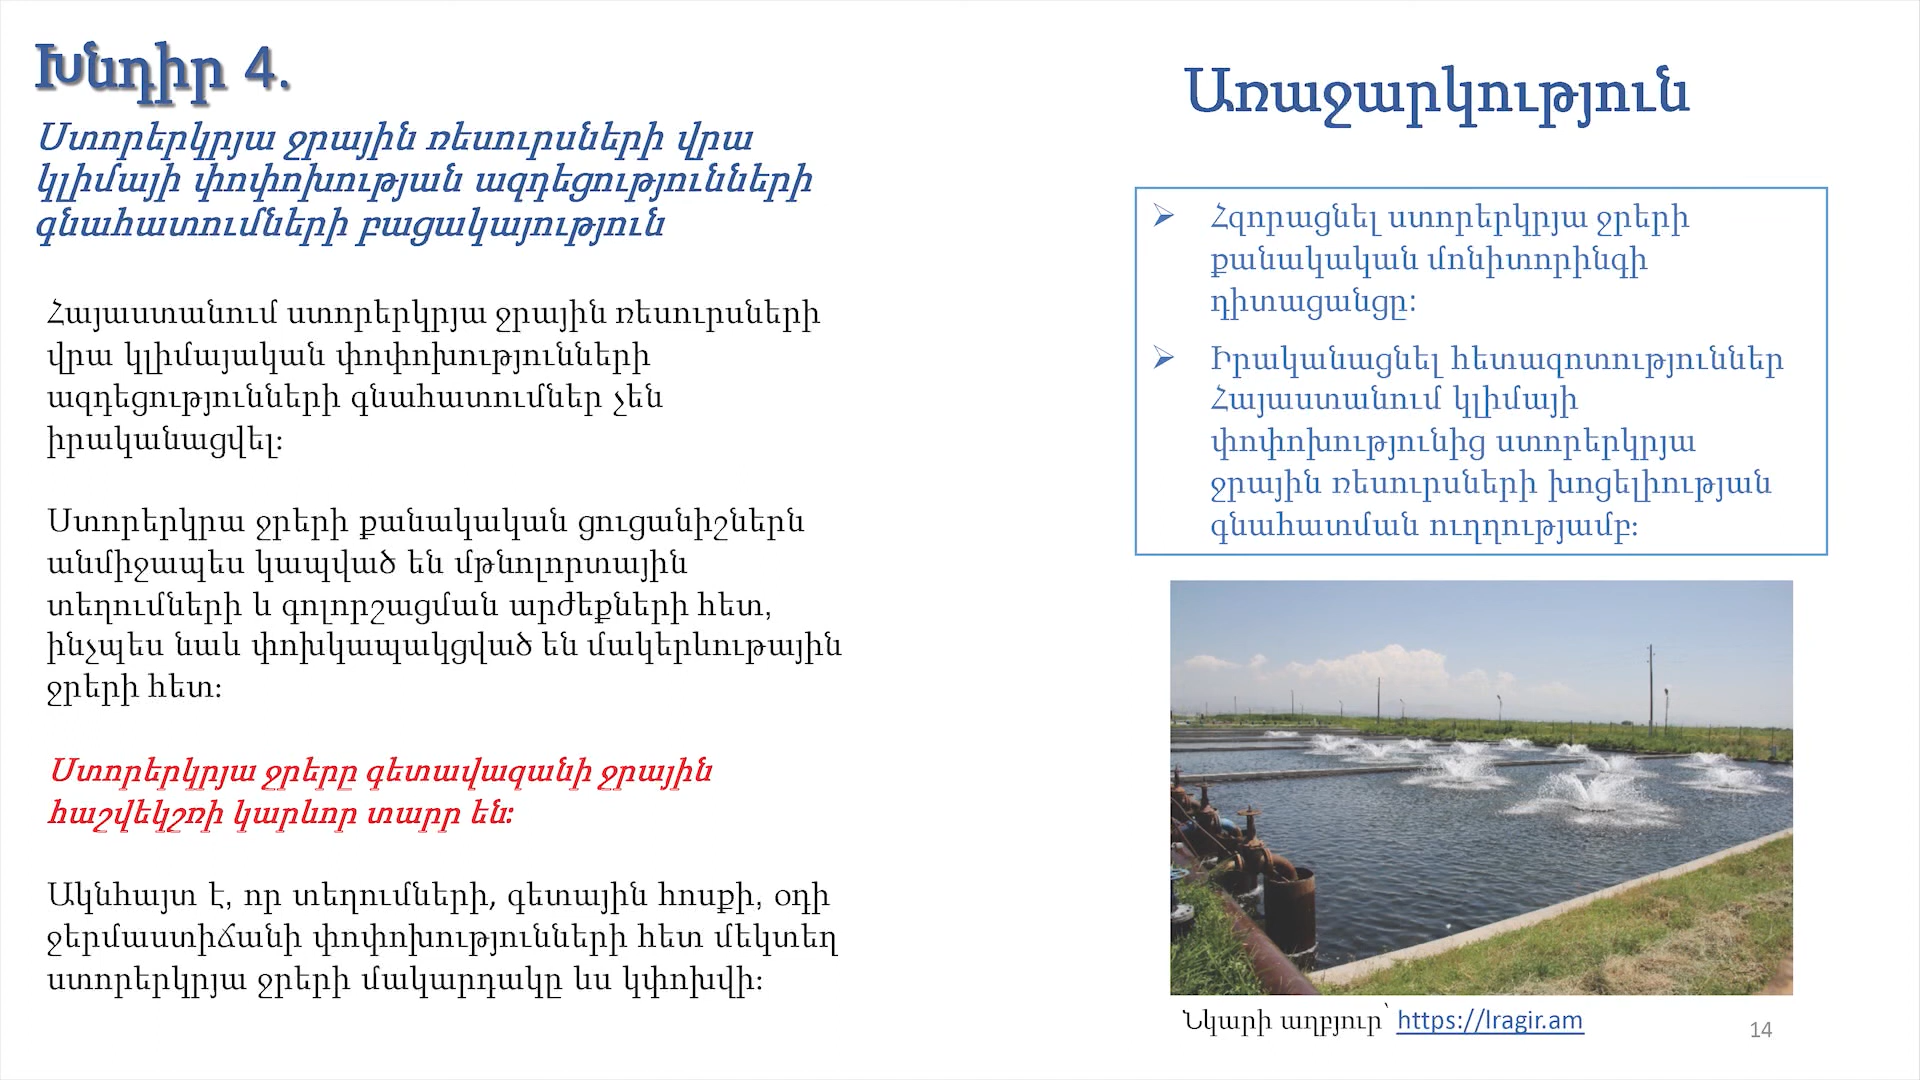 Խնդիր 4.
Ստորերկրյա ջրային ռեսուրսների վրա
կլիմայի փոփոխության ազդեցությունների
գնահատումների բացակայություն
Հայաստանում ստորերկրյա ջրային ռեսուրսների
վրա կլիմայական փոփոխությունների
ազդեցությունների գնահատումներ չեն
իրականացվել:
Ստորերկրա ջրերի քանակական ցուցանիշներն
անմիջապես կապված են մթնոլորտային
տեղումների և գոլորշացման արժեքների հետ,
ինչպես նաև փոխկապակցված են մակերևութային
ջրերի հետ:
Ստորերկրյա ջրերը գետավազանի ջրային
հաշվեկշռի կարևոր տարր են:
Ակնհայտ է, որ տեղումների, գետային հոսքի, օդի
ջերմաստիճանի փոփոխությունների հետ մեկտեղ
ստորերկրյա ջրերի մակարդակը ևս կփոխվի:
Առաջարկություն
➢ Հզորացնել ստորերկրյա ջրերի
քանակական մոնիտորինգի
դիտացանցը:
➢ Իրականացնել հետազոտություններ
Հայաստանում կլիմայի
փոփոխությունից ստորերկրյա
ջրային ռեսուրսների խոցելիության
գնահատման ուղղությամբ:
Նկարի աղբյուր՝ https://lragir.am
14